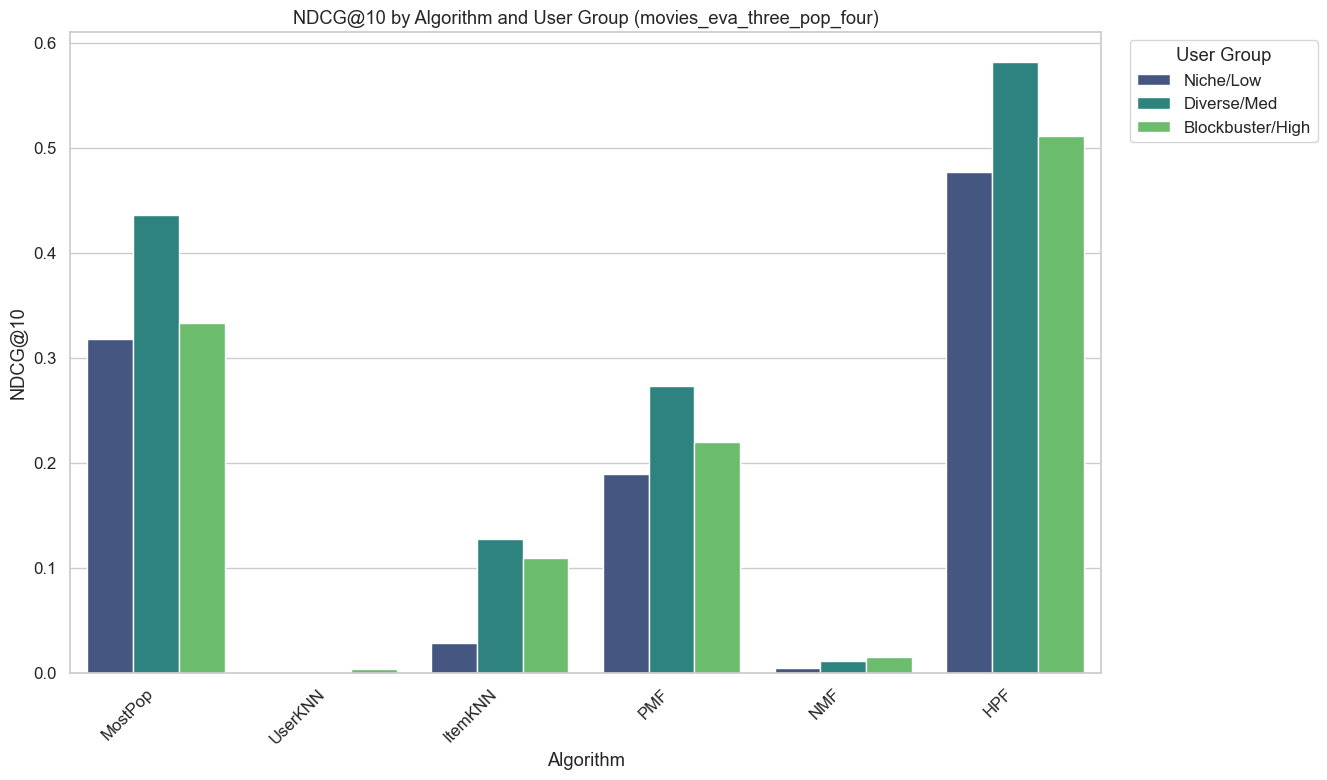 NDCG@10 by Algorithm and User Group (movies_eva_three_pop_four)
User Group
Niche/Low
Diverse/Med
Blockbuster/High
NDCG@10
0.6
0.5
0.4
0.3
0.2
0.1
0.0
MostPop
UserKNN
ItemKNN
PMF
NMF
HPF
Algorithm